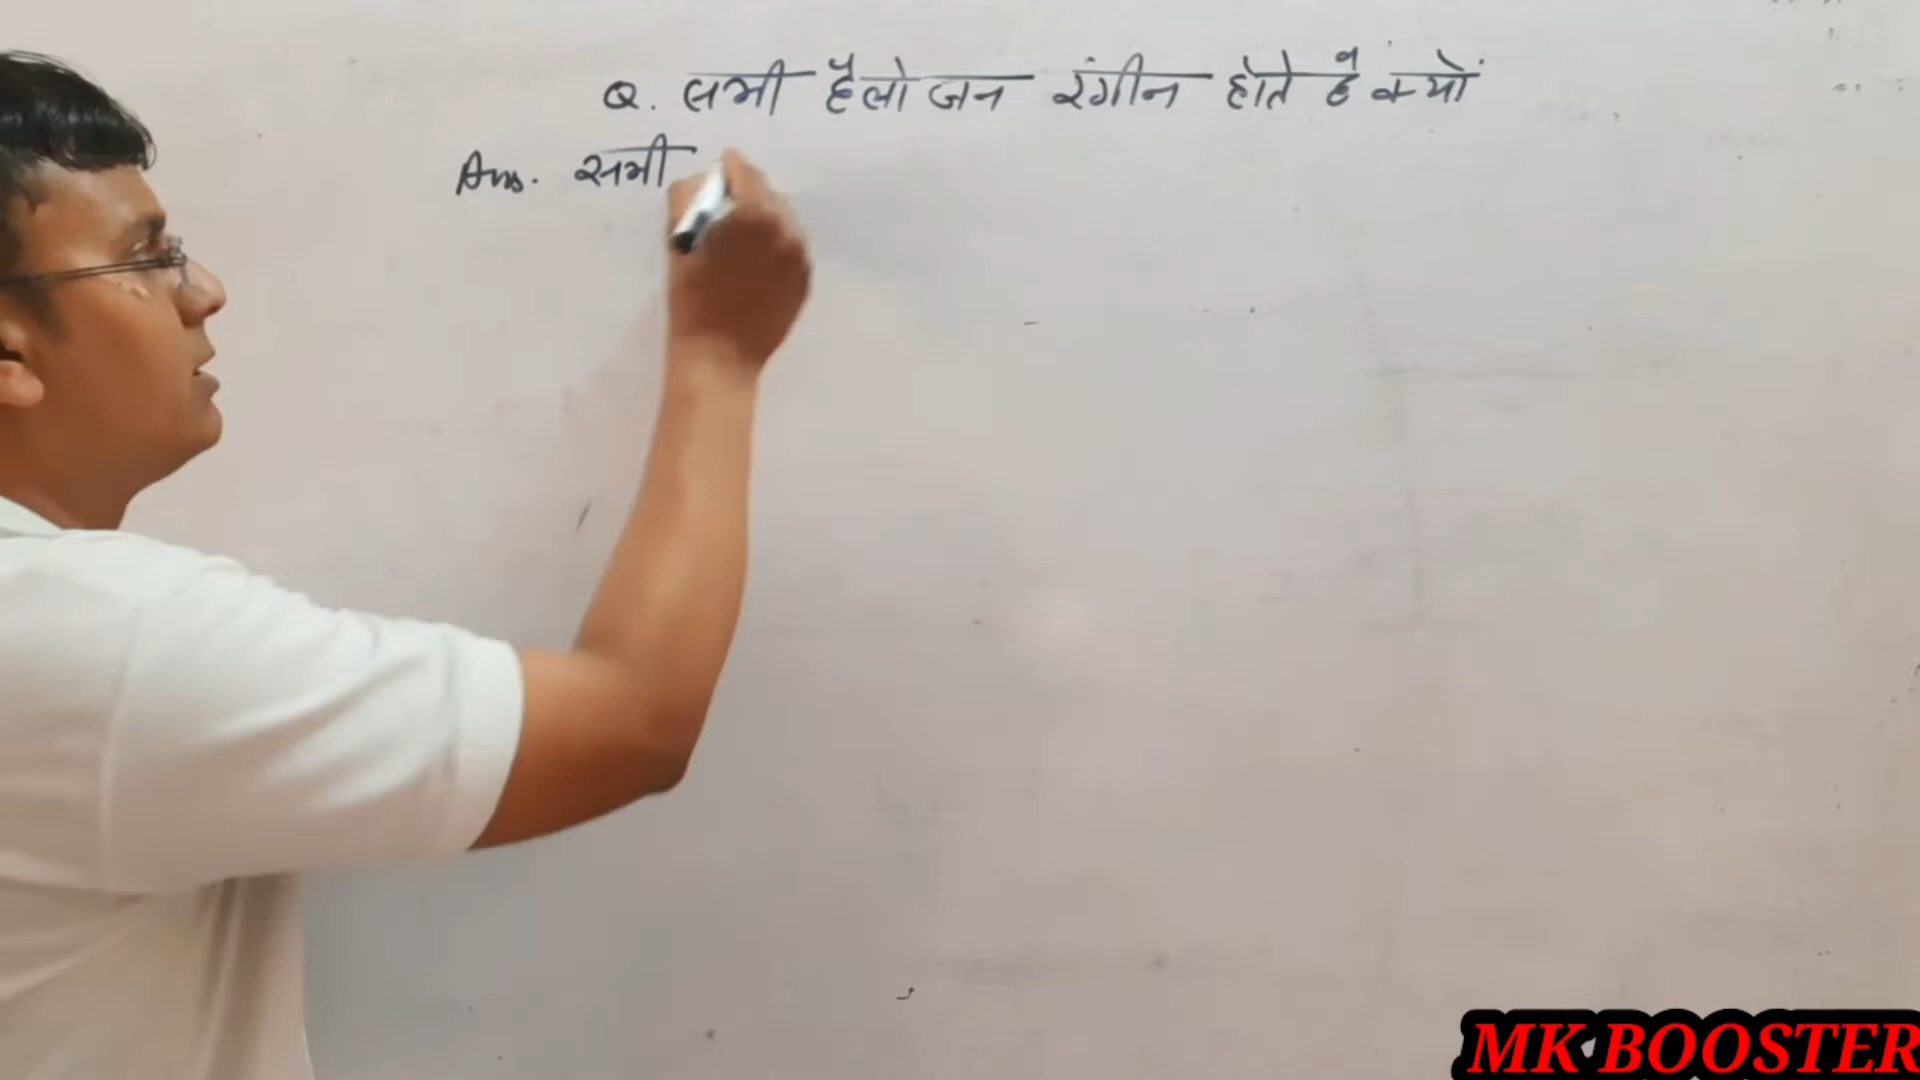 Q. सभी हैलोजन रंगीन होते है क्यों
Ans. सभी
MK BOOSTER